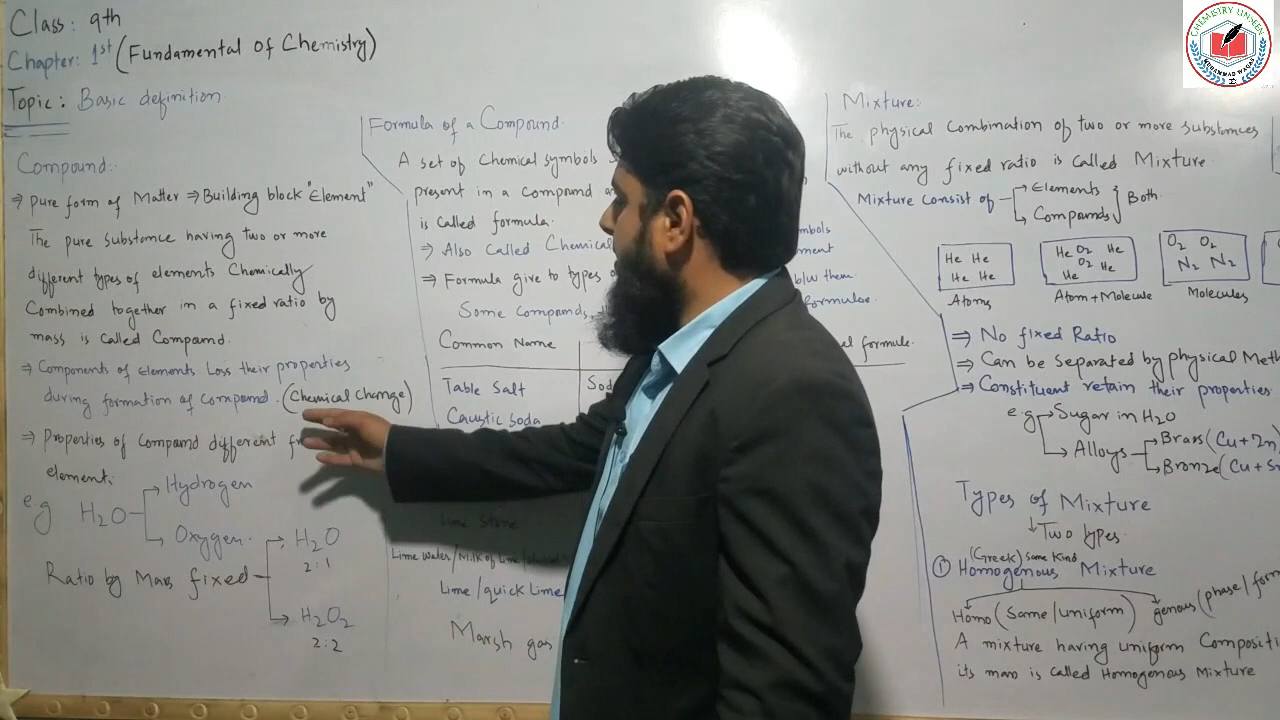 Class: 9th
Chapter: 1st (Fundamental of Chemistry)
Topic: Basic definition
Compound:
⇒ Pure form of Matter ⇒ Building block "Element"
The pure substance having two or more
different types of elements Chemically
Combined together in a fixed ratio by
mass is called Compound.
⇒ Components of Elements Loss their properties
during formation of compound. (Chemical Change)
⇒ Properties of Compound different
element.
e.g H2O
Hydrogen
Oxygen.
Ratio by Mass fixed
H2O
2:1
H2O2
2:2
Formula of a Compound.
A set of Chemical symbols
present in a compound
is called formula.
⇒ Also called Chemical
⇒ Formula give to types
Some compounds,
b/w them.
formulae.
Common Name
formula.
Table Salt
Caustic soda
Lime Stone
Lime water/Milk of Lime/
Lime/quick Lime
Marsh gas
Mixture:
The physical Combination of two or more substances
without any fixed ratio is called Mixture.
Mixture consist of
Elements
Compounds
Both
He He
He He
Atoms
He O2 He
O2
He He
Atom+Molecule
O2 O2
N2 N2
Molecules
⇒ No fixed Ratio
⇒ Can be Separated by physical
⇒ Constituent retain their properties
e.g
Sugar in H2O
Alloys
Brass (Cu + Zn
Bronze (Cu +
Types of Mixture
Two types.
(Greek) same Kind
① Homogenous Mixture
Homo (Same/uniform)
genous (phase/
A mixture having uniform
its mass is called Homogenous Mixture
CHEMISTRY
MUHAMMAD WAQAS